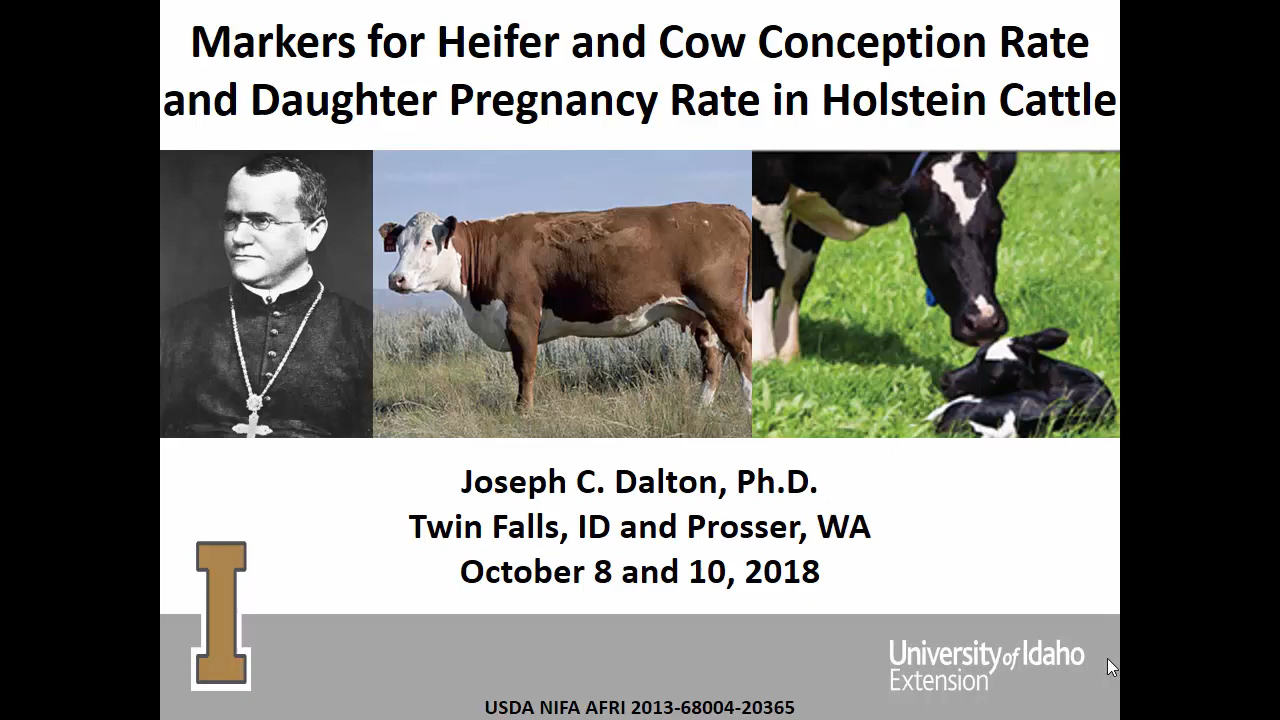 Markers for Heifer and Cow Conception Rate
and Daughter Pregnancy Rate in Holstein Cattle
Joseph C. Dalton, Ph.D.
Twin Falls, ID and Prosser, WA
October 8 and 10, 2018
I
University of Idaho
Extension
USDA NIFA AFRI 2013-68004-20365